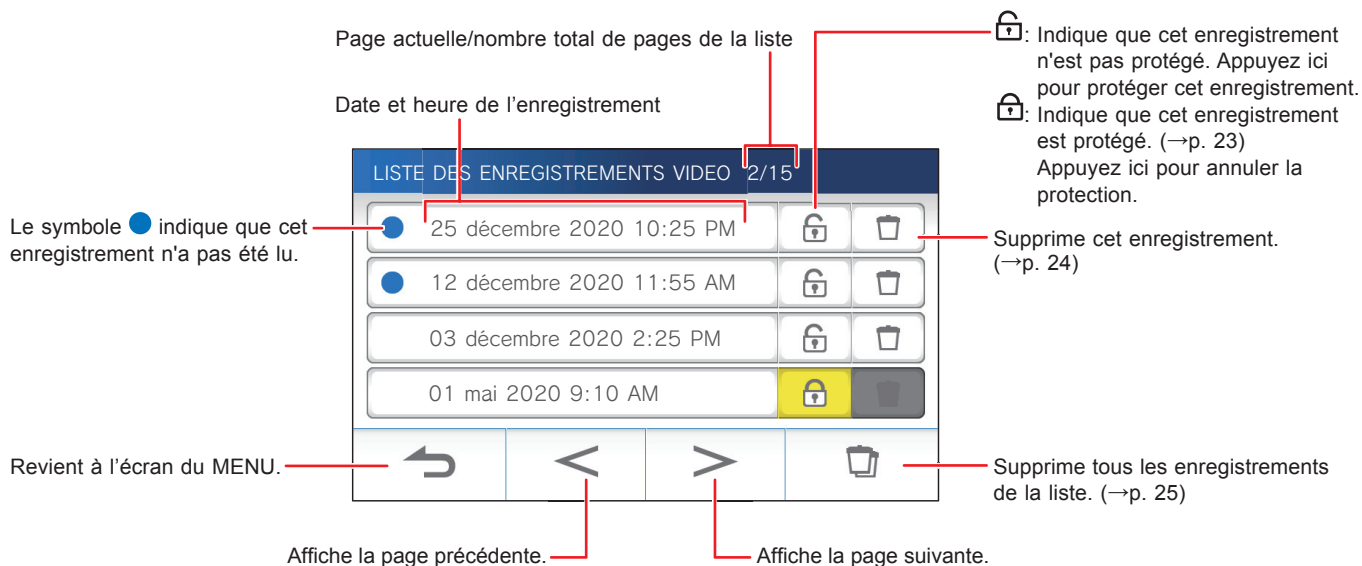 Page actuelle/nombre total de pages de la liste
Date et heure de l’enregistrement
: Indique que cet enregistrement
n'est pas protégé. Appuyez ici
pour protéger cet enregistrement.
: Indique que cet enregistrement
est protégé. (→p. 23)
Appuyez ici pour annuler la
protection.
LISTE DES ENREGISTREMENTS VIDEO 2/15
Le symbole indique que cet
enregistrement n'a pas été lu.
25 décembre 2020 10:25 PM
Supprime cet enregistrement.
(→p. 24)
12 décembre 2020 11:55 AM
03 décembre 2020 2:25 PM
01 mai 2020 9:10 AM
Revient à l’écran du MENU.
Supprime tous les enregistrements
de la liste. (→p. 25)
Affiche la page précédente.
Affiche la page suivante.